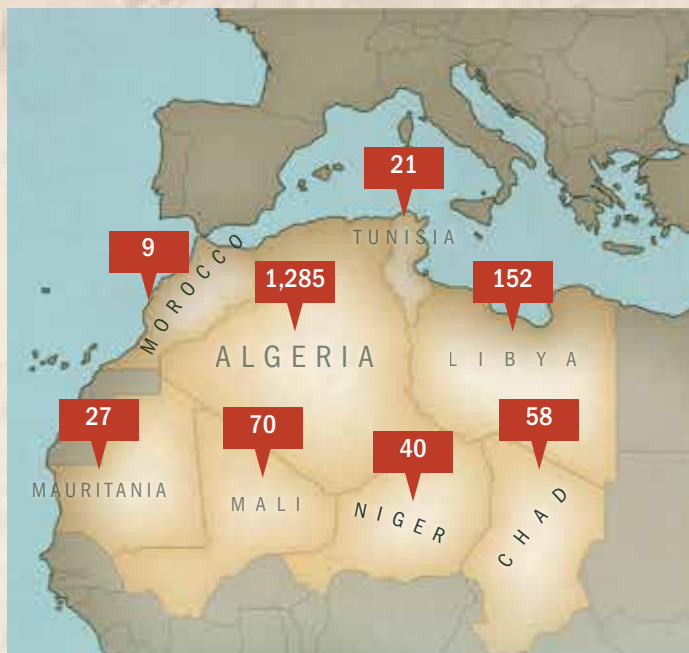 21
TUNISIA
9
MOROCCO
1,285
ALGERIA
152
LIBYA
27
MAURITANIA
70
MALI
40
NIGER
58
CHAD